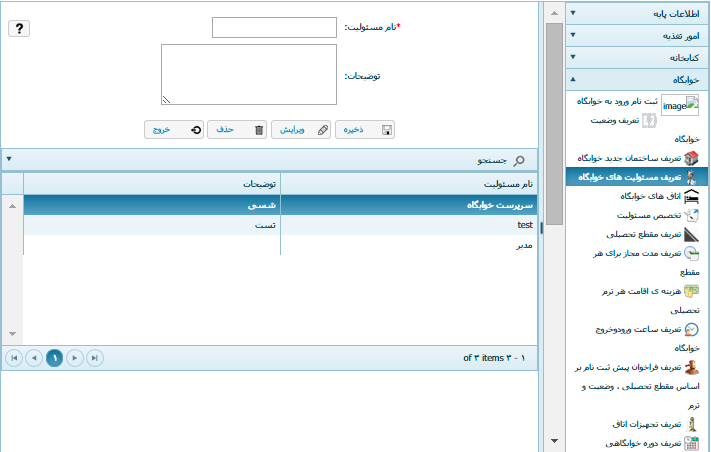 اطلاعات پایه
امور تغذیه
کتابخانه
خوابگاه
image
ثبت نام ورود به خوابگاه
تعریف وضعیت
خوابگاه
تعریف ساختمان جدید خوابگاه
تعریف مسئولیت های خوابگاه
اتاق های خوابگاه
تخصیص مسئولیت
تعریف مقطع تحصیلی
تعریف مدت مجاز برای هر
مقطع
هزینه ی اقامت هر ترم
تحصیلی
تعریف ساعت ورودوخروج
خوابگاه
تعریف فراخوان پیش ثبت نام بر
اساس مقطع تحصیلی ، وضعیت و
ترم
تعریف تجهیزات اتاق
تعریف دوره خوابگاهی
?
*نام مسئولیت:
توضیحات:
ذخیره ویرایش حذف خروج
جستجو
نام مسئولیت توضیحات
سرپرست خوابگاه شسی
test تست
مدیر
۱
۱ - ۳ of ۳ items